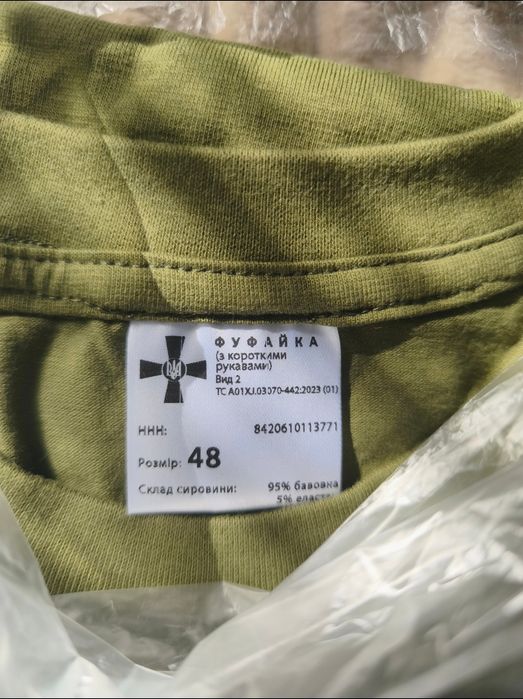 ФУФАЙКА
(з короткими
рукавами)
Вид 2
ТС А01XJ.03070-442:2023 (01)
ННН: 8420610113771
Розмір: 48
Склад сировини: 95% бавовна
5%